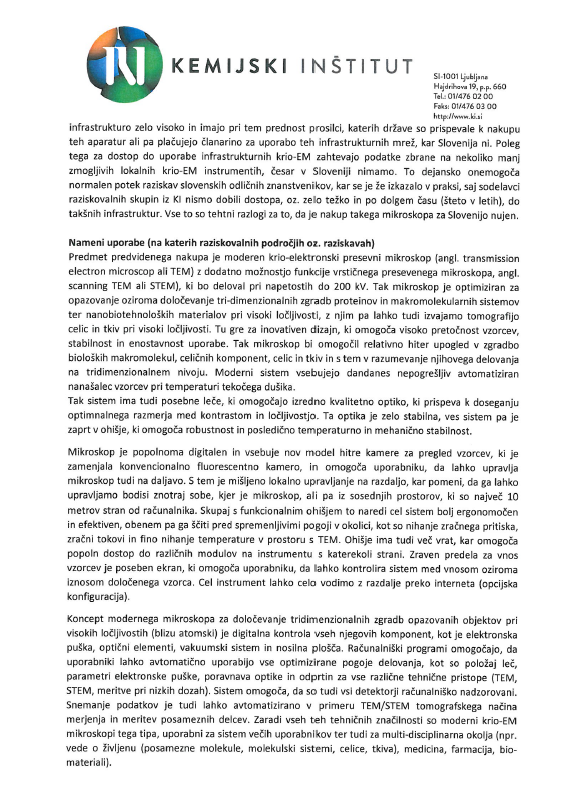 KEMIJSKI INŠTITUT
SI-1001 Ljubljana
Hajdrihova 19, p.p. 660
Tel.: 01/476 02 00
Faks: 01/476 03 00
http://www.ki.si
infrastrukturo zelo visoko in imajo pri tem prednost prosilci, katerih države so prispevale k nakupu
teh aparatur ali pa plačujejo članarino za uporabo teh infrastrukturnih mrež, kar Slovenija ni. Poleg
tega za dostop do uporabe infrastrukturnih krio-EM zahtevajo podatke zbrane na nekoliko manj
zmogljivih lokalnih krio-EM instrumentih, česar v Sloveniji nimamo. To dejansko onemogoča
normalen potek raziskav slovenskih odličnih znanstvenikov, kar se je že izkazalo v praksi, saj sodelavci
raziskovalnih skupin iz KI nismo dobili dostopa, oz. zelo težko in po dolgem času (šteto v letih), do
takšnih infrastruktur. Vse to so tehtni razlogi za to, da je nakup takega mikroskopa za Slovenijo nujen.
Nameni uporabe (na katerih raziskovalnih področjih oz. raziskavah)
Predmet predvidenega nakupa je moderen krio-elektronski presevni mikroskop (angl. transmission
electron microscop ali TEM) z dodatno možnostjo funkcije vrstičnega presevenega mikroskopa, angl.
scanning TEM ali STEM), ki bo deloval pri napetostih do 200 kV. Tak mikroskop je optimiziran za
opazovanje oziroma določevanje tri-dimenzionalnih zgradb proteinov in makromolekularnih sistemov
ter nanobiotehnoloških materialov pri visoki ločljivosti, z njim pa lahko tudi izvajamo tomografijo
celic in tkiv pri visoki ločljivosti. Tu gre za inovativen dizajn, ki omogoča visoko pretočnost vzorcev,
stabilnost in enostavnost uporabe. Tak mikroskop bi omogočil relativno hiter upogled v zgradbo
bioloških makromolekul, celičnih komponent, celic in tkiv in s tem v razumevanje njihovega delovanja
na tridimenzionalnem nivoju. Moderni sistem vsebujejo dandanes nepogrešljiv avtomatiziran
nanašalec vzorcev pri temperaturi tekočega dušika.
Tak sistem ima tudi posebne leče, ki omogočajo izredno kvalitetno optiko, ki prispeva k doseganju
optimnalnega razmerja med kontrastom in ločljivostjo. Ta optika je zelo stabilna, ves sistem pa je
zaprt v ohišje, ki omogoča robustnost in posledično temperaturno in mehanično stabilnost.
Mikroskop je popolnoma digitalen in vsebuje nov model hitre kamere za pregled vzorcev, ki je
zamenjala konvencionalno fluorescentno kamero, in omogoča uporabniku, da lahko upravlja
mikroskop tudi na daljavo. S tem je mišljeno lokalno upravljanje na razdaljo, kar pomeni, da ga lahko
upravljamo bodisi znotraj sobe, kjer je mikroskop, ali pa iz sosednjih prostorov, ki so največ 10
metrov stran od računalnika. Skupaj s funkcionalnim ohišjem to naredi cel sistem bolj ergonomočen
in efektiven, obenem pa ga ščiti pred spremenljivimi pogoji v okolici, kot so nihanje zračnega pritiska,
zračni tokovi in fino nihanje temperature v prostoru s TEM. Ohišje ima tudi več vrat, kar omogoča
popoln dostop do različnih modulov na instrumentu s katerekoli strani. Zraven predela za vnos
vzorcev je poseben ekran, ki omogoča uporabniku, da lahko kontrolira sistem med vnosom oziroma
iznosom določenega vzorca. Cel instrument lahko celo vodimo z razdalje preko interneta (opcijska
konfiguracija).
Koncept modernega mikroskopa za določevanje tridimenzionalnih zgradb opazovanih objektov pri
visokih ločljivostih (blizu atomski) je digitalna kontrola vseh njegovih komponent, kot je elektronska
puška, optični elementi, vakuumski sistem in nosilna plošča. Računalniški programi omogočajo, da
uporabniki lahko avtomatično uporabijo vse optimizirane pogoje delovanja, kot so položaj leč,
parametri elektronske puške, poravnava optike in odprtin za vse različne tehnične pristope (TEM,
STEM, meritve pri nizkih dozah). Sistem omogoča, da so tudi vsi detektorji računalniško nadzorovani.
Snemanje podatkov je tudi lahko avtomatizirano v primeru TEM/STEM tomografskega načina
merjenja in meritev posameznih delcev. Zaradi vseh teh tehničnih značilnosti so moderni krio-EM
mikroskopi tega tipa, uporabni za sistem večih uporabnikov ter tudi za multi-disciplinarna okolja (npr.
vede o življenu (posamezne molekule, molekulski sistemi, celice, tkiva), medicina, farmacija, bio-
materiali).